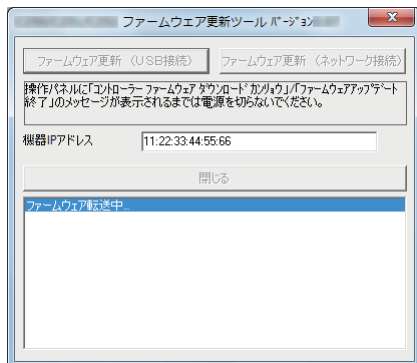 ファームウェア更新ツール バージョン
ファームウェア更新（USB接続）
ファームウェア更新（ネットワーク接続）
操作パネルに「コントローラー ファームウェア ダウンロード カンリョウ」/「ファームウェアアップデート
終了」のメッセージが表示されるまでは電源を切らないでください。
機器IPアドレス
11:22:33:44:55:66
閉じる
ファームウェア転送中...